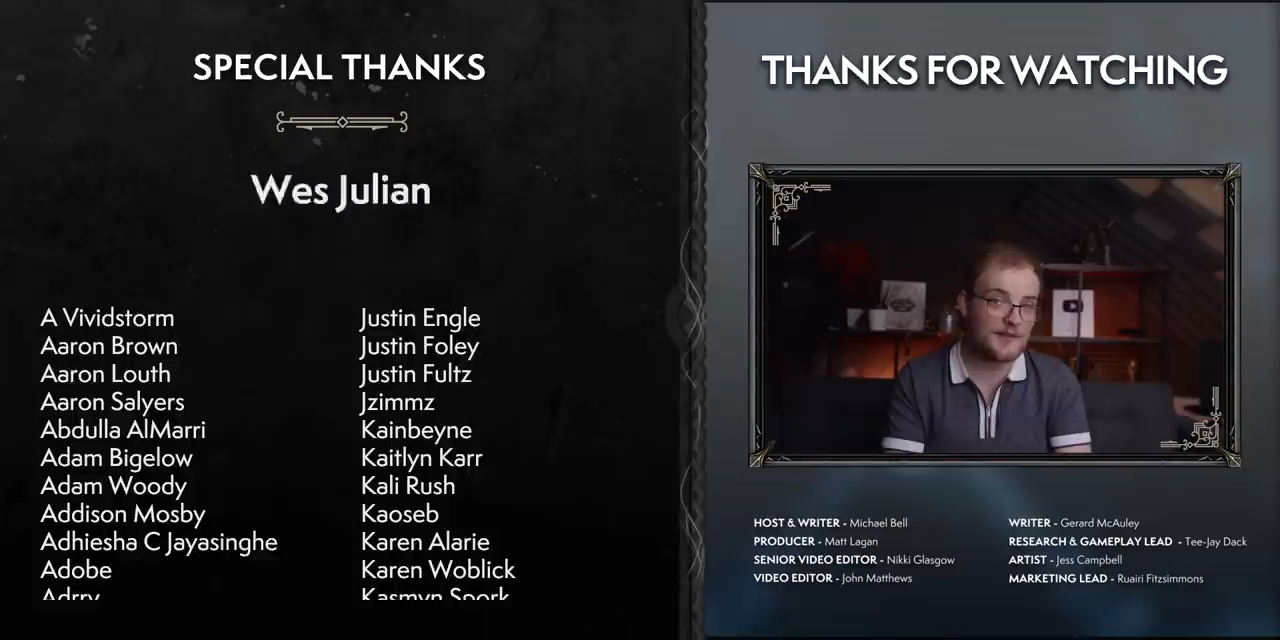 SPECIAL THANKS
Wes Julian
A Vividstorm
Aaron Brown
Aaron Louth
Aaron Salyers
Abdulla AlMarri
Adam Bigelow
Adam Woody
Addison Mosby
Adhiesha C Jayasinghe
Adobe
Adrry
Justin Engle
Justin Foley
Justin Fultz
Jzimmz
Kainbeyne
Kaitlyn Karr
Kali Rush
Kaoseb
Karen Alarie
Karen Woblick
Kasmyn Spork
THANKS FOR WATCHING
HOST & WRITER - Michael Bell
PRODUCER - Matt Lagan
SENIOR VIDEO EDITOR - Nikki Glasgow
VIDEO EDITOR - John Matthews
WRITER - Gerard McAuley
RESEARCH & GAMEPLAY LEAD - Tee-Jay Dack
ARTIST - Jess Campbell
MARKETING LEAD - Ruairi Fitzsimmons